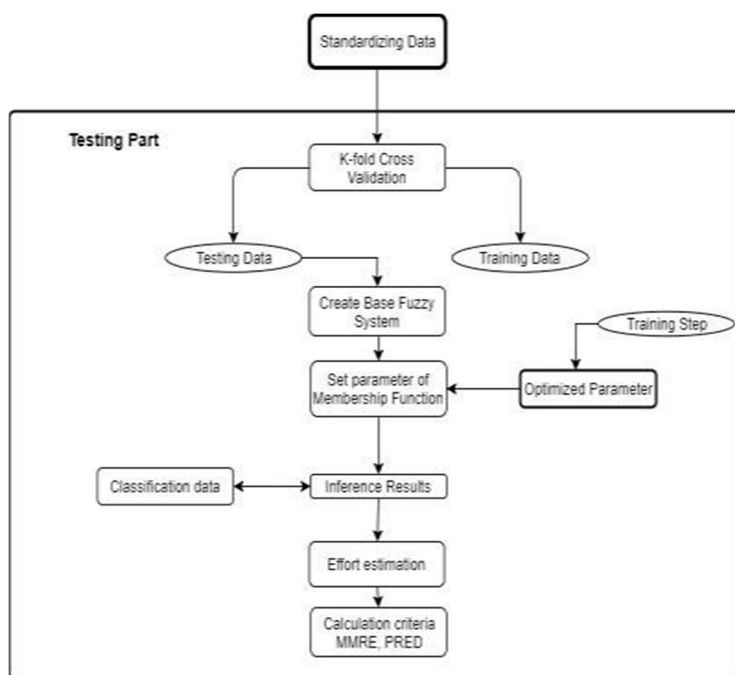 Standardizing Data
Testing Part
K-fold Cross
Validation
Testing Data
Training Data
Create Base Fuzzy
System
Training Step
Set parameter of
Membership Function
Optimized Parameter
Classification data
Inference Results
Effort estimation
Calculation criteria
MMRE, PRED